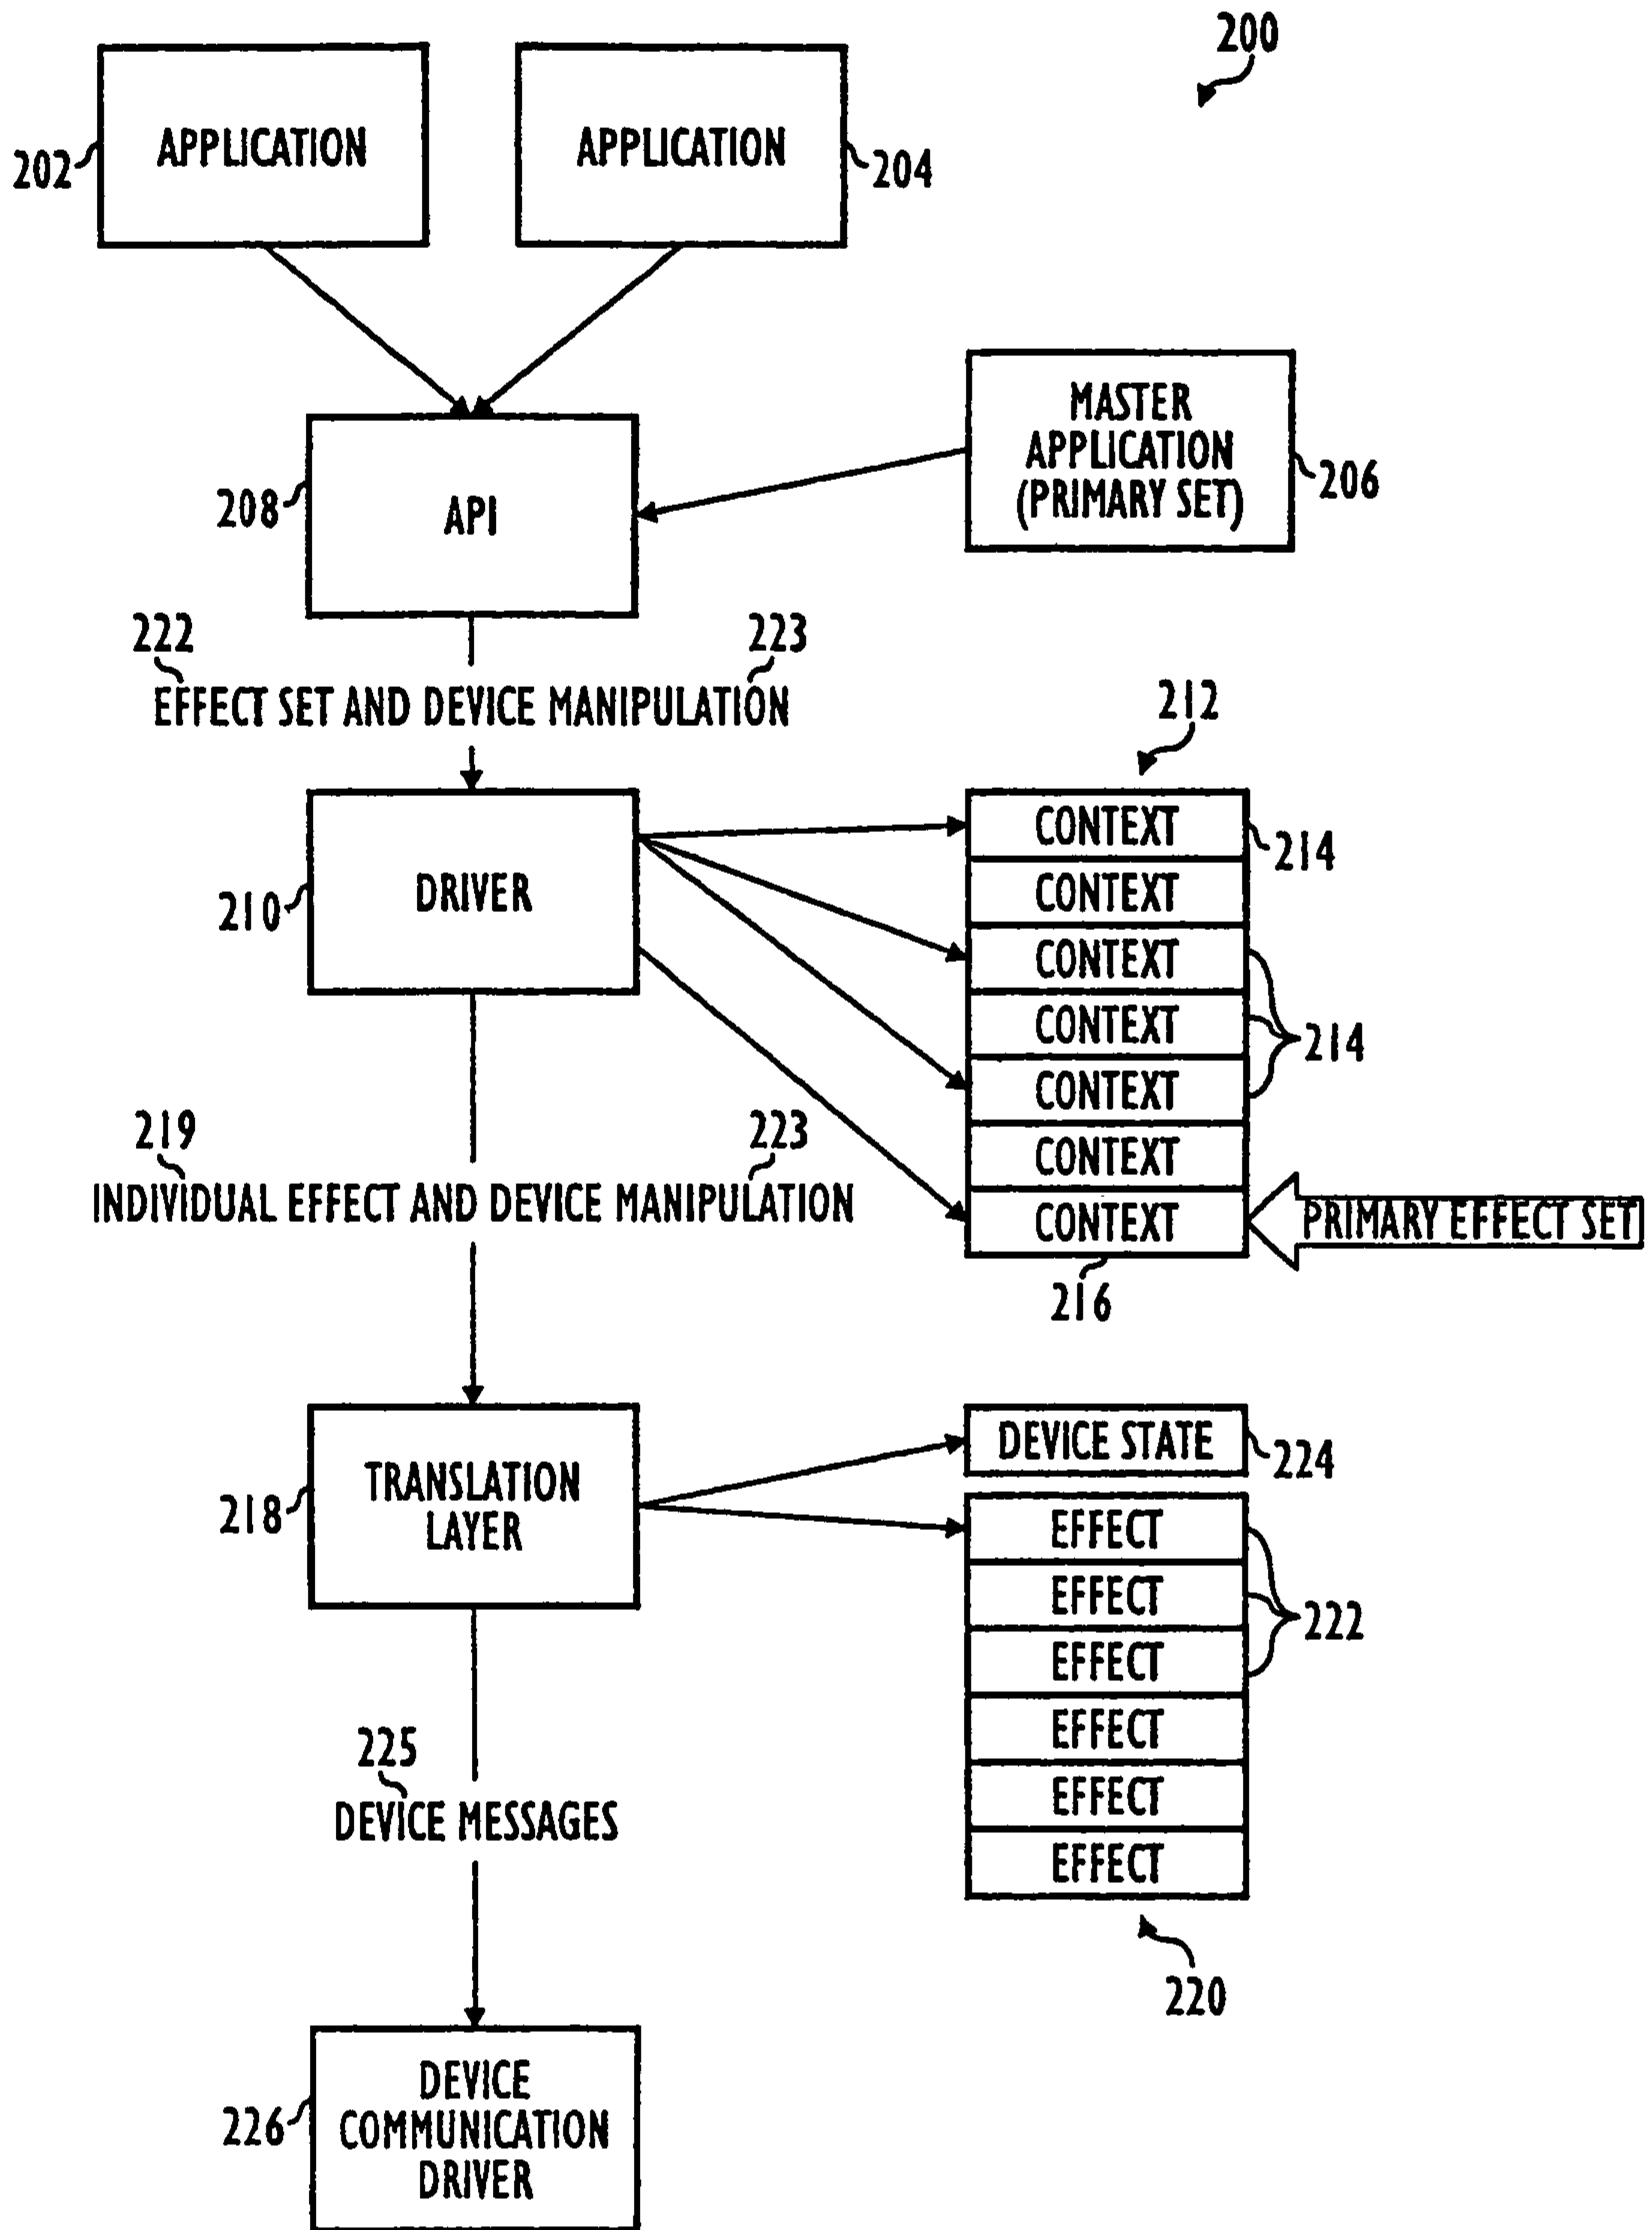 200
APPLICATION
APPLICATION
202
204
MASTER
APPLICATION
(PRIMARY SET)
206
208
API
222
223
EFFECT SET AND DEVICE MANIPULATION
212
CONTEXT
214
CONTEXT
210
DRIVER
CONTEXT
CONTEXT
214
CONTEXT
219
223
CONTEXT
INDIVIDUAL EFFECT AND DEVICE MANIPULATION
CONTEXT
PRIMARY EFFECT SET
216
DEVICE STATE
224
TRANSLATION
LAYER
218
EFFECT
EFFECT
222
EFFECT
EFFECT
225
DEVICE MESSAGES
EFFECT
EFFECT
220
DEVICE
COMMUNICATION
DRIVER
226